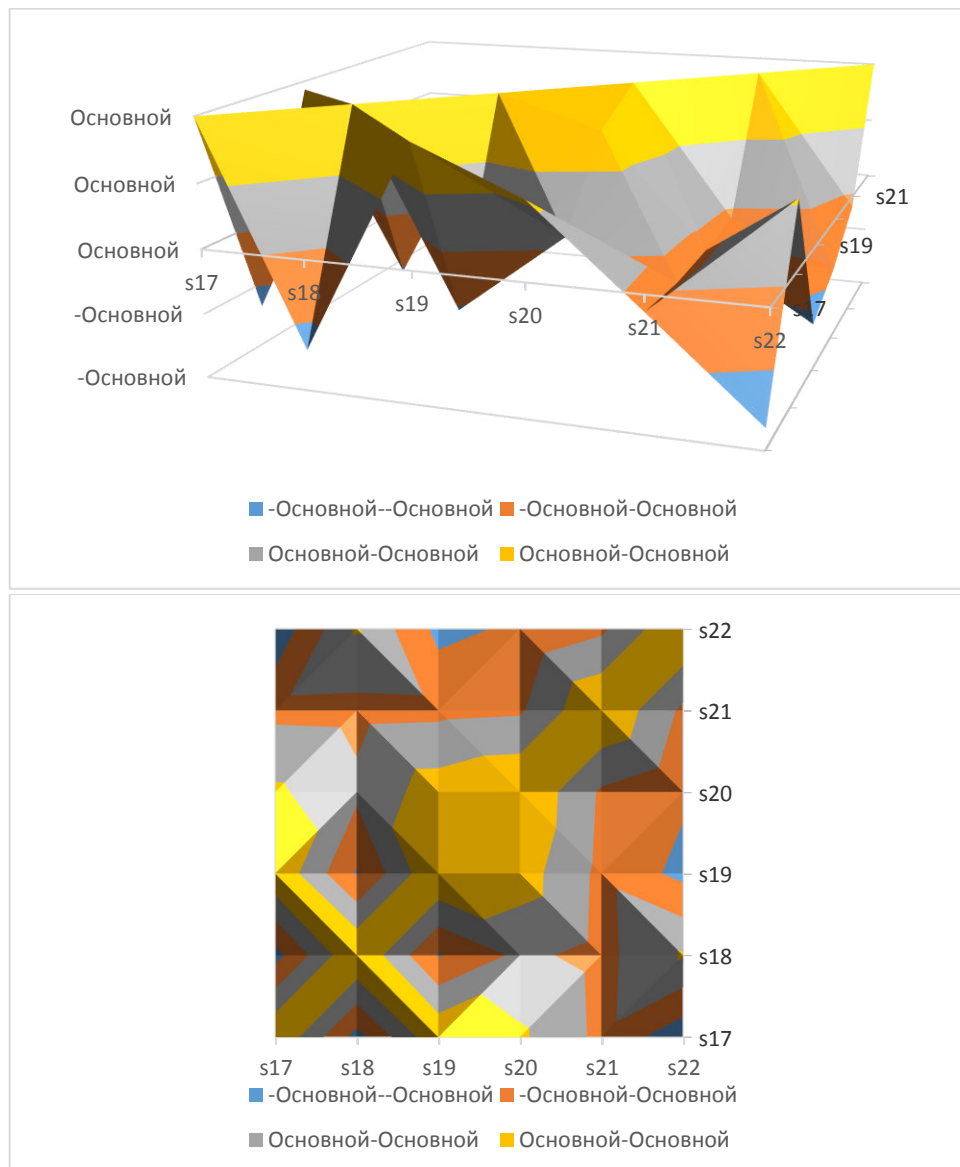 Основной
Основной
Основной
-Основной
-Основной
s17
s18
s19
s20
s21
s22
s17
s19
s21
-Основной--Основной -Основной-Основной
Основной-Основной Основной-Основной
s22
s21
s20
s19
s18
s17
s17 s18 s19 s20 s21 s22
-Основной--Основной -Основной-Основной
Основной-Основной Основной-Основной